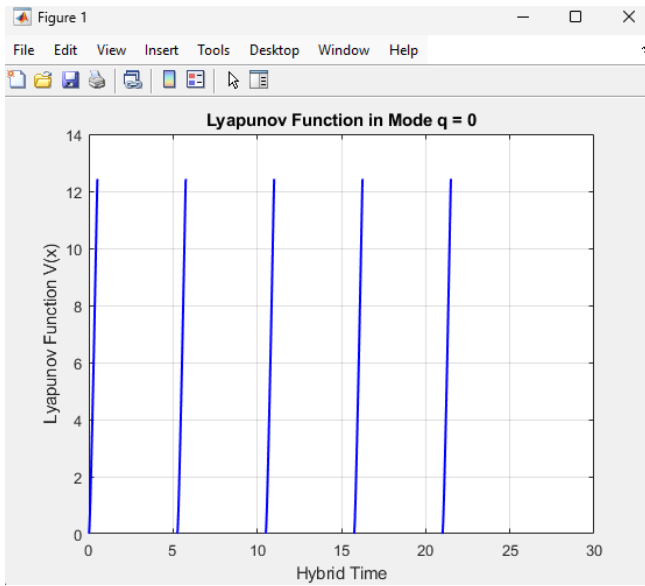 Figure 1
File Edit View Insert Tools Desktop Window Help
Lyapunov Function in Mode q = 0
14
12
10
8
6
4
2
0
Lyapunov Function V(x)
0 5 10 15 20 25 30
Hybrid Time